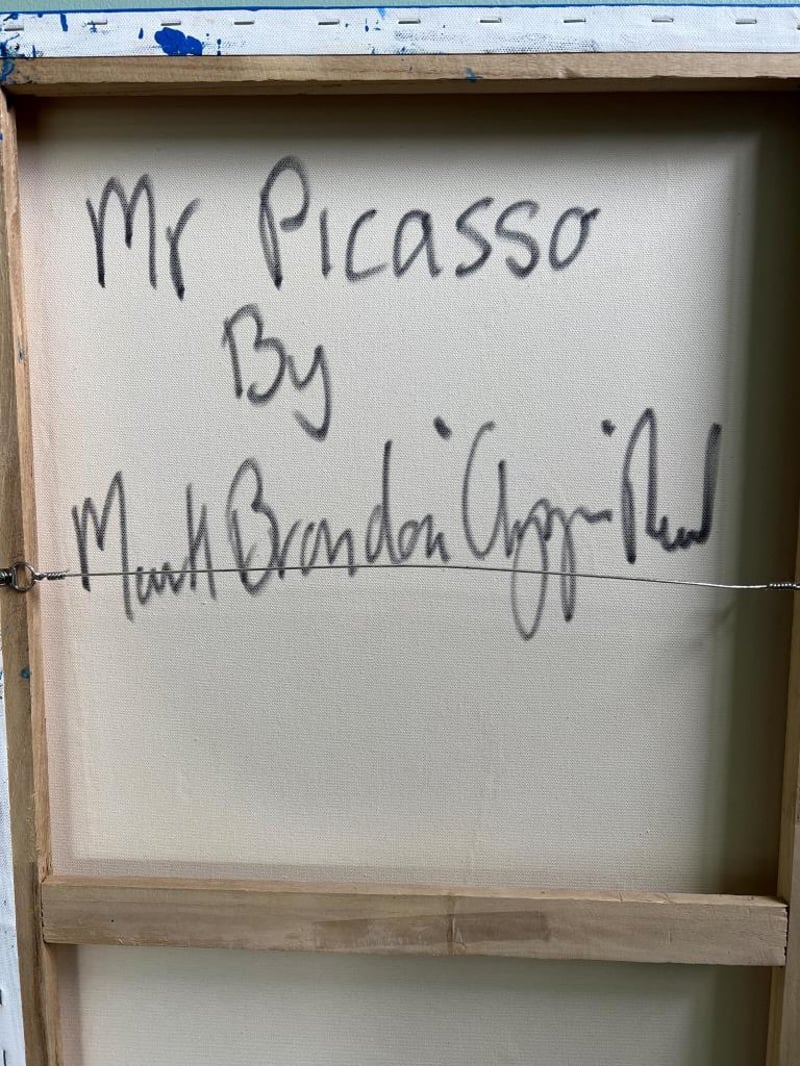 Mr Picasso
By
Mark Brandon "Chopper" Read